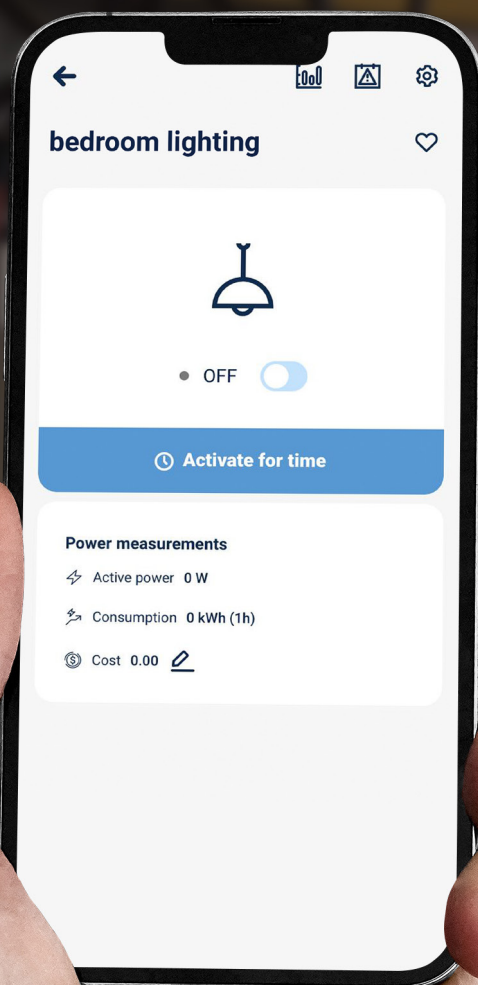 bedroom lighting
OFF
Activate for time
Power measurements
Active power 0 W
Consumption 0 kWh (1h)
Cost 0.00